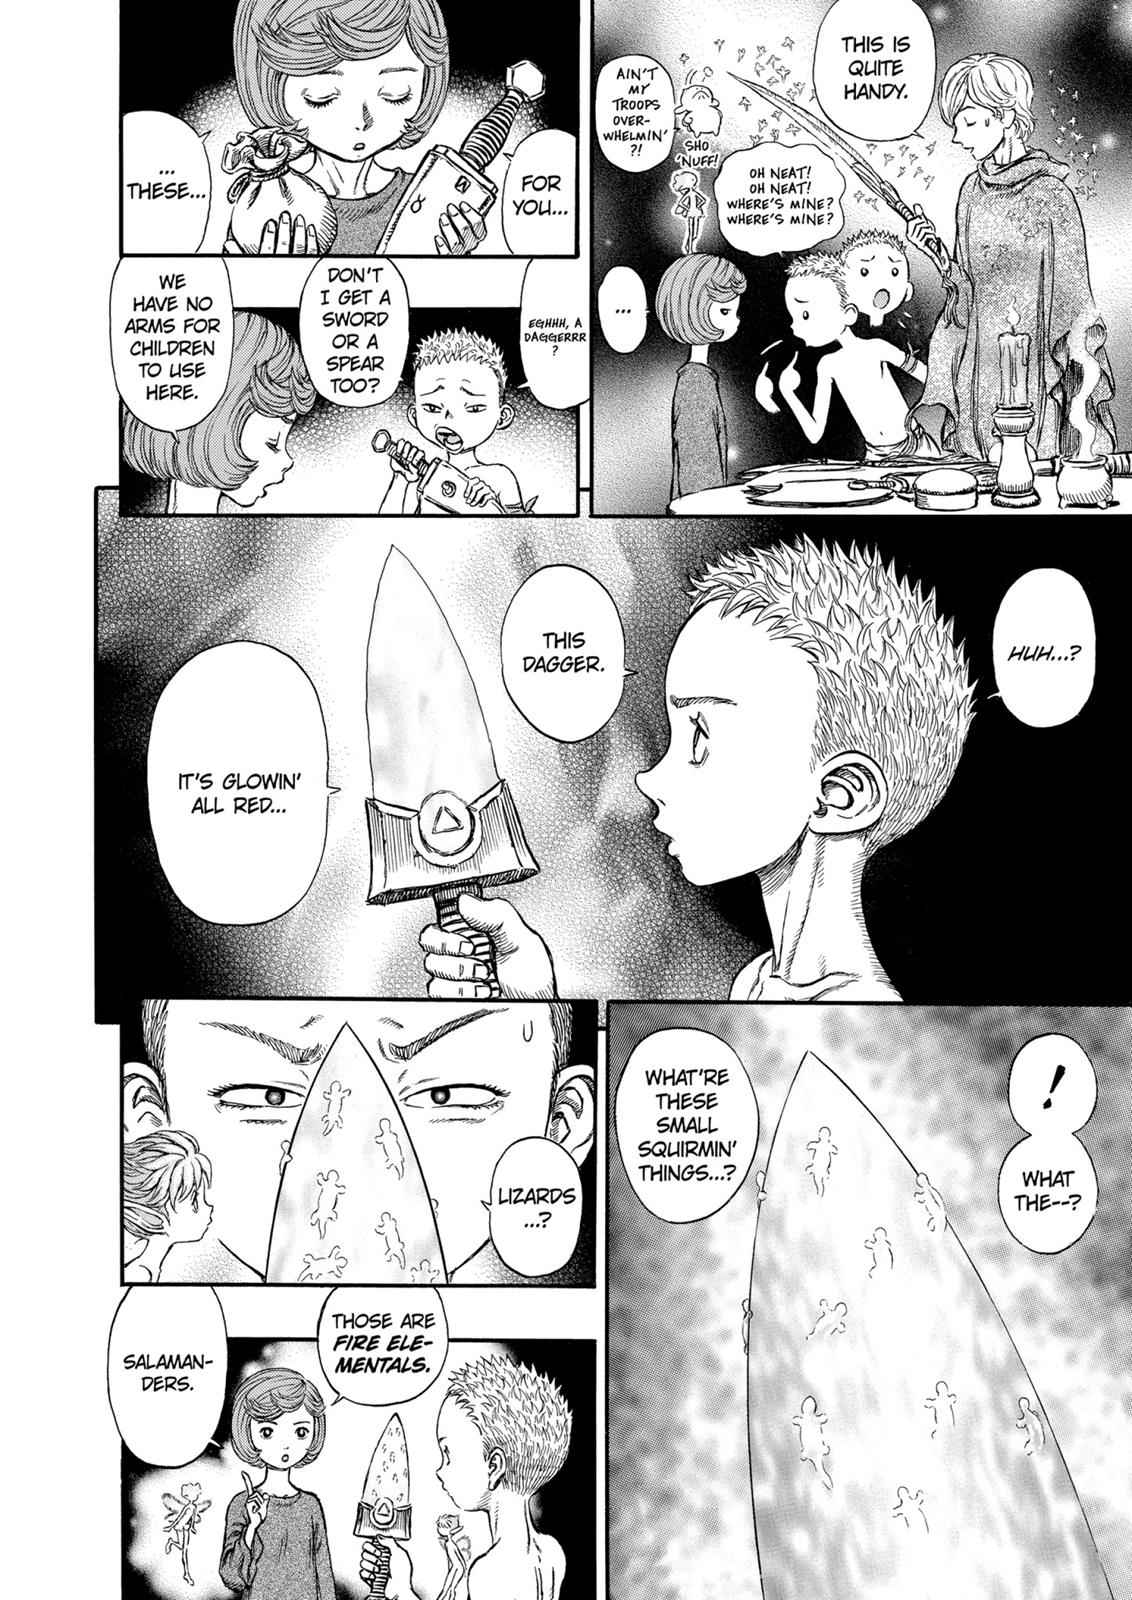 THIS IS
QUITE
HANDY.
AIN'T
MY
TROOPS
OVER-
WHELMIN'
?!
SHO
'NUFF!
OH NEAT!
OH NEAT!
WHERE'S MINE?
WHERE'S MINE?
...
FOR
YOU...
...
THESE...
EGHHH, A
DAGGERRR
?
DON'T
I GET A
SWORD
OR A
SPEAR
TOO?
WE
HAVE NO
ARMS FOR
CHILDREN
TO USE
HERE.
HUH...?
THIS
DAGGER.
IT'S GLOWIN'
ALL RED...
!
WHAT
THE--?
WHAT'RE
THESE
SMALL
SQUIRMIN'
THINGS...?
LIZARDS
...?
THOSE ARE
FIRE ELE-
MENTALS.
SALAMAN-
DERS.